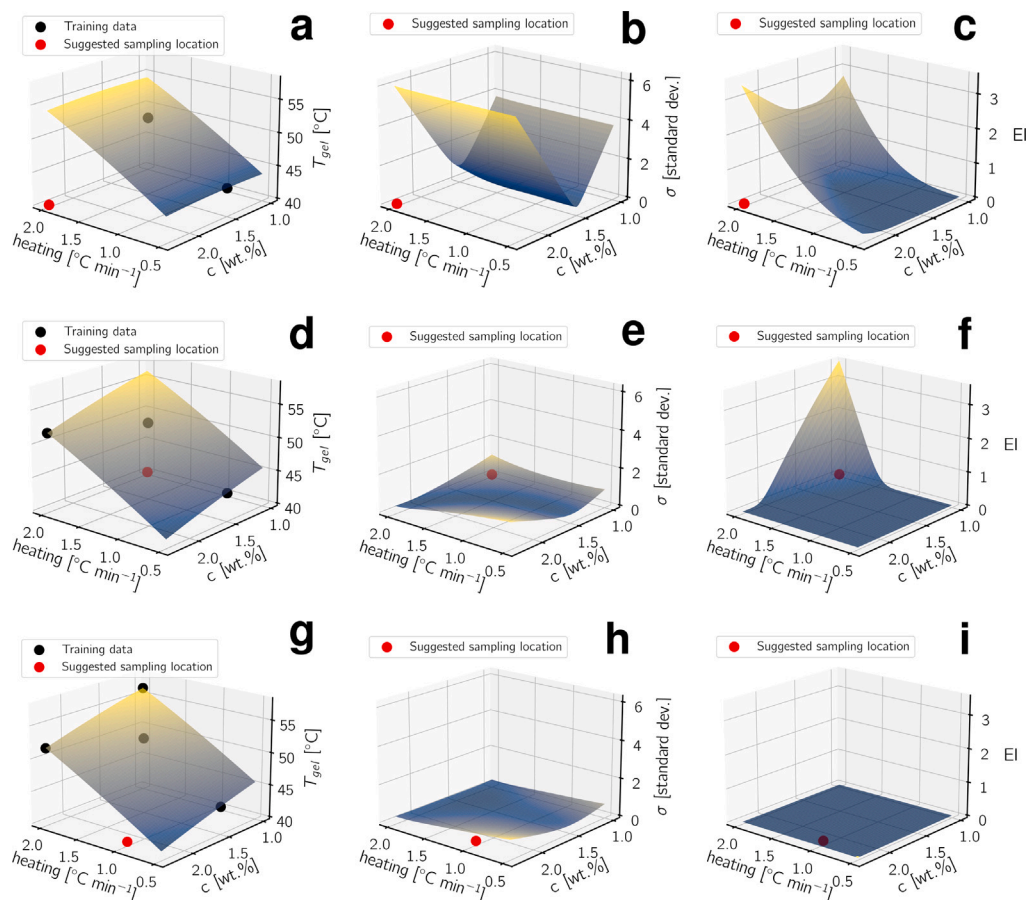 Training data
Suggested sampling location
a
55
50
45
40
T_gel [°C]
2.0
1.5
1.0
0.5
heating [°C min⁻¹]
2.0
1.5
1.0
c [wt.%]
Suggested sampling location
b
6
4
2
0
σ [standard dev.]
2.0
1.5
1.0
0.5
heating [°C min⁻¹]
2.0
1.5
1.0
c [wt.%]
Suggested sampling location
c
3
2
1
0
EI
2.0
1.5
1.0
0.5
heating [°C min⁻¹]
2.0
1.5
1.0
c [wt.%]
Training data
Suggested sampling location
d
55
50
45
40
T_gel [°C]
2.0
1.5
1.0
0.5
heating [°C min⁻¹]
2.0
1.5
1.0
c [wt.%]
Suggested sampling location
e
6
4
2
0
σ [standard dev.]
2.0
1.5
1.0
0.5
heating [°C min⁻¹]
2.0
1.5
1.0
c [wt.%]
Suggested sampling location
f
3
2
1
0
EI
2.0
1.5
1.0
0.5
heating [°C min⁻¹]
2.0
1.5
1.0
c [wt.%]
Training data
Suggested sampling location
g
55
50
45
40
T_gel [°C]
2.0
1.5
1.0
0.5
heating [°C min⁻¹]
2.0
1.5
1.0
c [wt.%]
Suggested sampling location
h
6
4
2
0
σ [standard dev.]
2.0
1.5
1.0
0.5
heating [°C min⁻¹]
2.0
1.5
1.0
c [wt.%]
Suggested sampling location
i
3
2
1
0
EI
2.0
1.5
1.0
0.5
heating [°C min⁻¹]
2.0
1.5
1.0
c [wt.%]